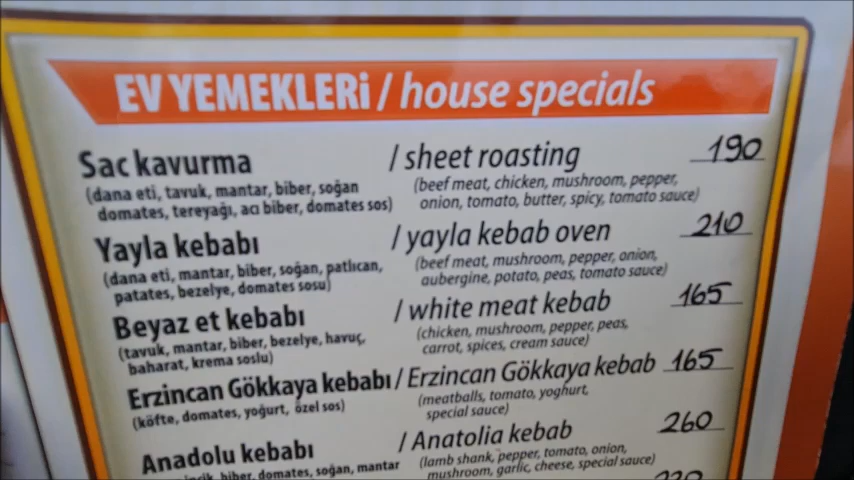 EV YEMEKLERi / house specials
Sac kavurma / sheet roasting 190
(dana eti, tavuk, mantar, biber, soğan (beef meat, chicken, mushroom, pepper,
domates, tereyağı, acı biber, domates sos) onion, tomato, butter, spicy, tomato sauce)
Yayla kebabı / yayla kebab oven 210
(dana eti, mantar, biber, soğan, patlıcan, (beef meat, mushroom, pepper, onion,
patates, bezelye, domates sosu) aubergine, potato, peas, tomato sauce)
Beyaz et kebabı / white meat kebab 165
(tavuk, mantar, biber, bezelye, havuç, (chicken, mushroom, pepper, peas,
baharat, krema soslu) carrot, spices, cream sauce)
Erzincan Gökkaya kebabı / Erzincan Gökkaya kebab 165
(köfte, domates, yoğurt, özel sos) (meatballs, tomato, yoghurt,
special sauce)
Anadolu kebabı / Anatolia kebab 260
biber, domates, soğan, mantar (lamb shank, pepper, tomato, onion,
mushroom, garlic, cheese, special sauce)